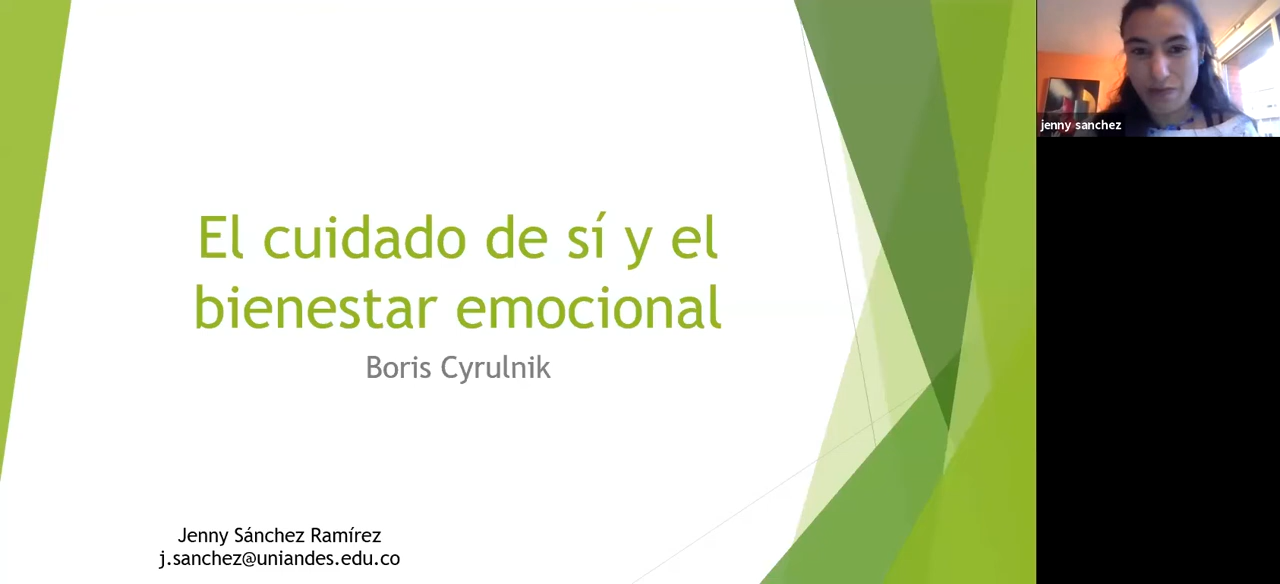 El cuidado de sí y el
bienestar emocional
Boris Cyrulnik
Jenny Sánchez Ramírez
j.sanchez@uniandes.edu.co
jenny sanchez